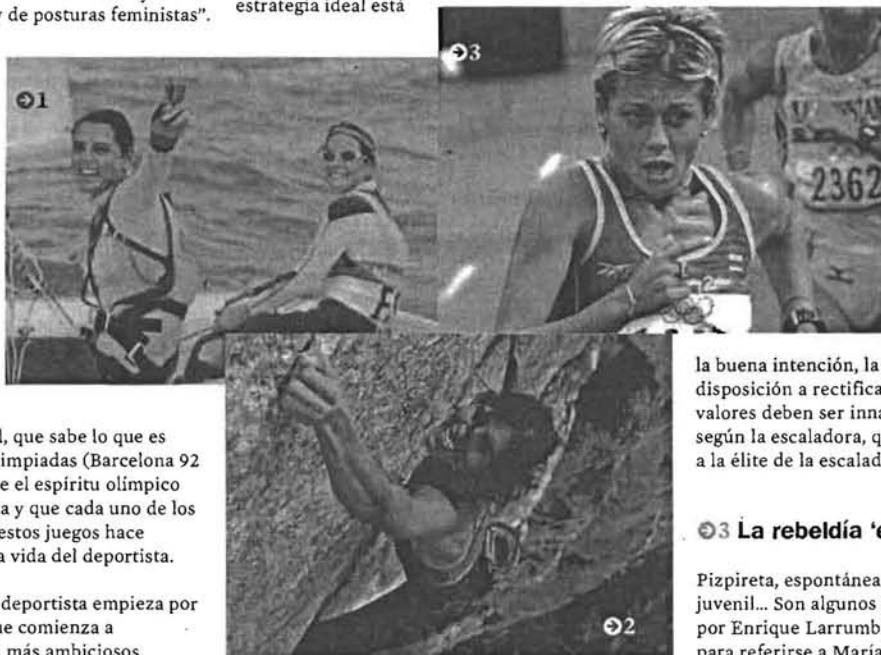 y de posturas feministas".
estrategia ideal está
➲1
➲3
2362
l, que sabe lo que es
impiadas (Barcelona 92
e el espíritu olímpico
a y que cada uno de los
estos juegos hace
a vida del deportista.
deportista empieza por
ue comienza a
más ambiciosos
➲2
la buena intención, la
disposición a rectifica
valores deben ser inna
según la escaladora, q
a la élite de la escalad
➲3 La rebeldía 'e
Pizpireta, espontánea
juvenil... Son algunos
por Enrique Larrumb
para referirse a María